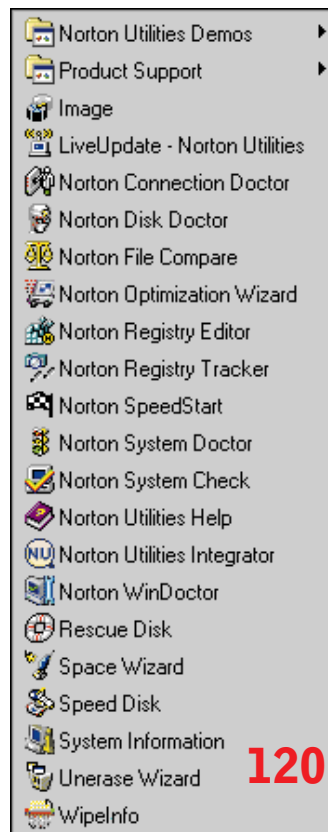 Norton Utilities Demos
Product Support
Image
LiveUpdate - Norton Utilities
Norton Connection Doctor
Norton Disk Doctor
Norton File Compare
Norton Optimization Wizard
Norton Registry Editor
Norton Registry Tracker
Norton SpeedStart
Norton System Doctor
Norton System Check
Norton Utilities Help
NU Norton Utilities Integrator
Norton WinDoctor
Rescue Disk
Space Wizard
Speed Disk
System Information
120
Unerase Wizard
WipeInfo